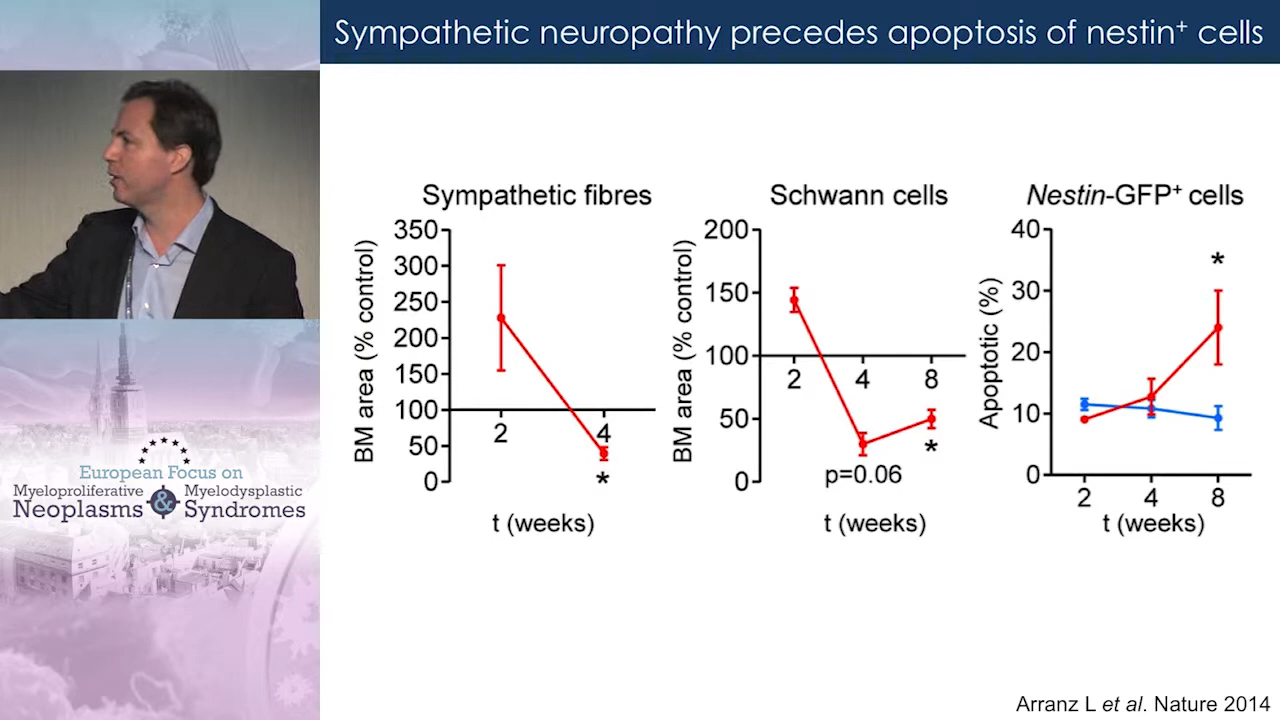 Sympathetic neuropathy precedes apoptosis of nestin+ cells
Sympathetic fibres
BM area (% control)
350
300
250
200
150
100
50
0
2
4
*
t (weeks)
Schwann cells
BM area (% control)
200
150
100
50
0
2
4
8
*
p=0.06
t (weeks)
Nestin-GFP+ cells
Apoptotic (%)
40
30
20
10
0
*
2
4
8
t (weeks)
European Focus on
Myeloproliferative & Myelodysplastic
Neoplasms Syndromes
Arranz L et al. Nature 2014